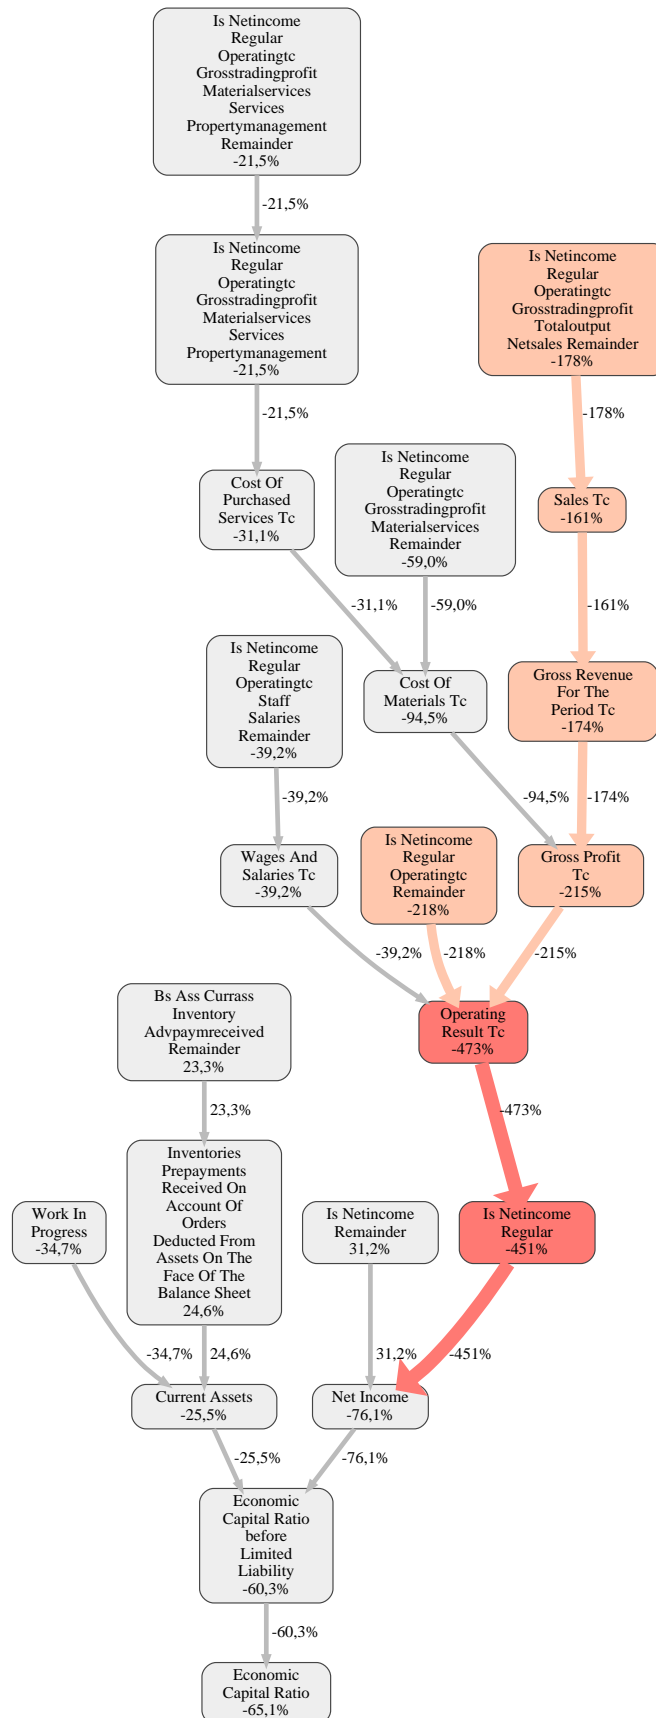 Is Netincome
Regular
Operatingtc
Grosstradingprofit
Materialservices
Services
Propertymanagement
Remainder
-21,5%
-21,5%
Is Netincome
Regular
Operatingtc
Grosstradingprofit
Materialservices
Services
Propertymanagement
-21,5%
Is Netincome
Regular
Operatingtc
Grosstradingprofit
Totaloutput
Netsales Remainder
-178%
-21,5%
-178%
Cost Of
Purchased
Services Tc
-31,1%
Is Netincome
Regular
Operatingtc
Grosstradingprofit
Materialservices
Remainder
-59,0%
Sales Tc
-161%
-31,1%
-59,0%
-161%
Is Netincome
Regular
Operatingtc
Staff
Salaries
Remainder
-39,2%
Cost Of
Materials Tc
-94,5%
Gross Revenue
For The
Period Tc
-174%
-39,2%
-94,5%
-174%
Wages And
Salaries Tc
-39,2%
Is Netincome
Regular
Operatingtc
Remainder
-218%
Gross Profit
Tc
-215%
-39,2%
-218%
-215%
Bs Ass Currass
Inventory
Advpaymreceived
Remainder
23,3%
Operating
Result Tc
-473%
23,3%
-473%
Work In
Progress
-34,7%
Inventories
Prepayments
Received On
Account Of
Orders
Deducted From
Assets On The
Face Of The
Balance Sheet
24,6%
Is Netincome
Remainder
31,2%
Is Netincome
Regular
-451%
-34,7%
24,6%
31,2%
-451%
Current Assets
-25,5%
Net Income
-76,1%
-25,5%
-76,1%
Economic
Capital Ratio
before
Limited
Liability
-60,3%
-60,3%
Economic
Capital Ratio
-65,1%